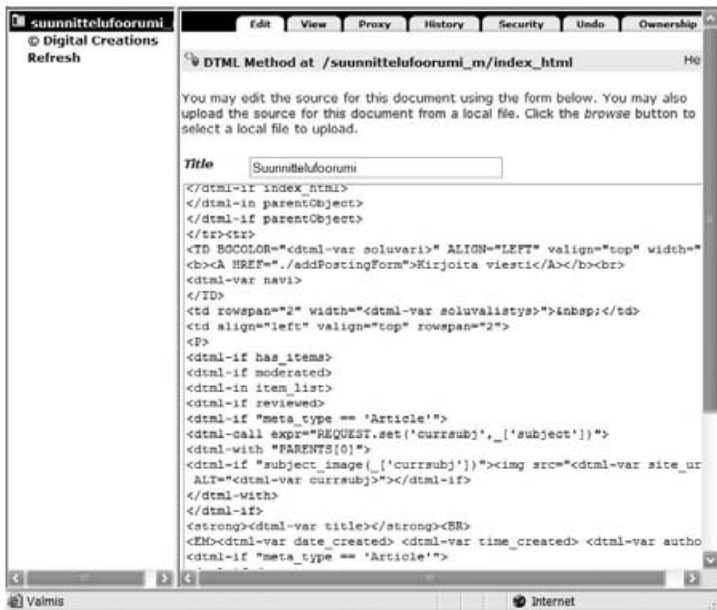 suunnittelufoorumi_
© Digital Creations
Refresh
Edit View Proxy History Security Undo Ownership
DTML Method at /suunnittelufoorumi_m/index_html He
You may edit the source for this document using the form below. You may also
upload the source for this document from a local file. Click the browse button to
select a local file to upload.
Title Suunnittelufoorumi
</dtml-if index_html>
</dtml-in parentObject>
</dtml-if parentObject>
</tr><tr>
<TD BGCOLOR="<dtml-var soluvari>" ALIGN="LEFT" valign="top" width="
<b><A HREF="./addPostingForm">Kirjoita viesti</A></b><br>
<dtml-var navi>
</TD>
<td rowspan="2" width="<dtml-var soluvalistys>">&nbsp;</td>
<td align="left" valign="top" rowspan="2">
<P>
<dtml-if has_items>
<dtml-if moderated>
<dtml-in item_list>
<dtml-if reviewed>
<dtml-if "meta_type == 'Article'">
<dtml-call expr="REQUEST.set('currsubj',_['subject'])">
<dtml-with "PARENTS[0]">
<dtml-if "subject_image(_['currsubj'])"><img src="<dtml-var site_ur
ALT="<dtml-var currsubj>"></dtml-if>
</dtml-with>
</dtml-if>
<strong><dtml-var title></strong><BR>
<EM><dtml-var date_created> <dtml-var time_created> <dtml-var autho
<dtml-if "meta_type == 'Article'">
Valmis Internet